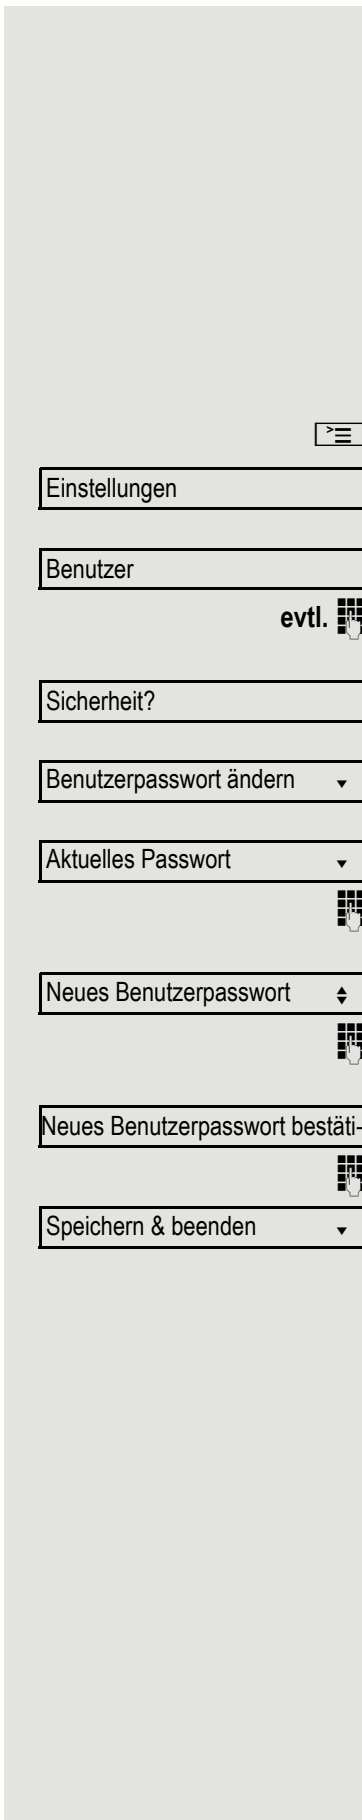 Einstellungen
Benutzer
evtl.
Sicherheit?
Benutzerpasswort ändern
Aktuelles Passwort
Neues Benutzerpasswort
Neues Benutzerpasswort bestäti-
Speichern & beenden